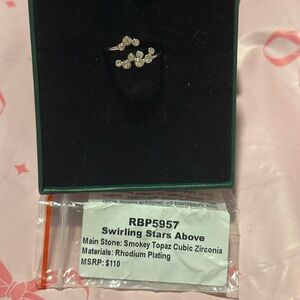 RBP5957
Swirling Stars Above
Main Stone: Smokey Topaz Cubic Zirconia
Materials: Rhodium Plating
MSRP: $110